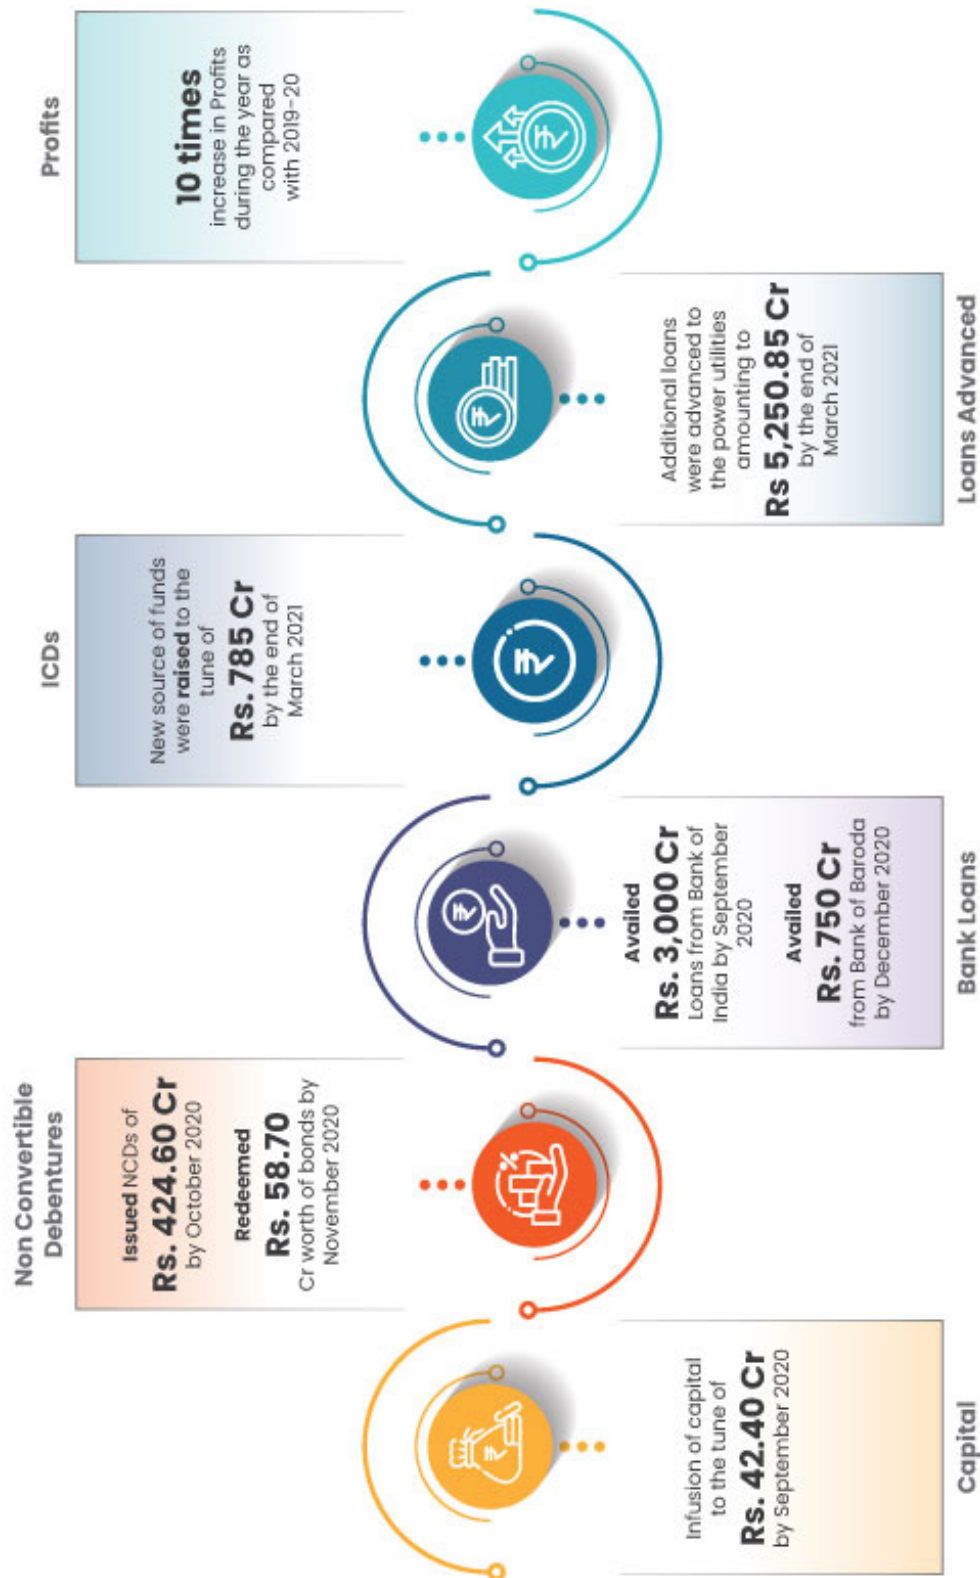 Capital
Infusion of capital
to the tune of
Rs. 42.40 Cr
by September 2020
Non Convertible
Debentures
Issued NCDs of
Rs. 424.60 Cr
by October 2020
Redeemed
Rs. 58.70
Cr worth of bonds by
November 2020
Bank Loans
Availed
Rs. 3,000 Cr
Loans from Bank of
India by September
2020
Availed
Rs. 750 Cr
from Bank of Baroda
by December 2020
ICDs
New source of funds
were raised to the
tune of
Rs. 785 Cr
by the end of
March 2021
Loans Advanced
Additional loans
were advanced to
the power utilities
amounting to
Rs 5,250.85 Cr
by the end of
March 2021
Profits
10 times
increase in Profits
during the year as
compared
with 2019-20